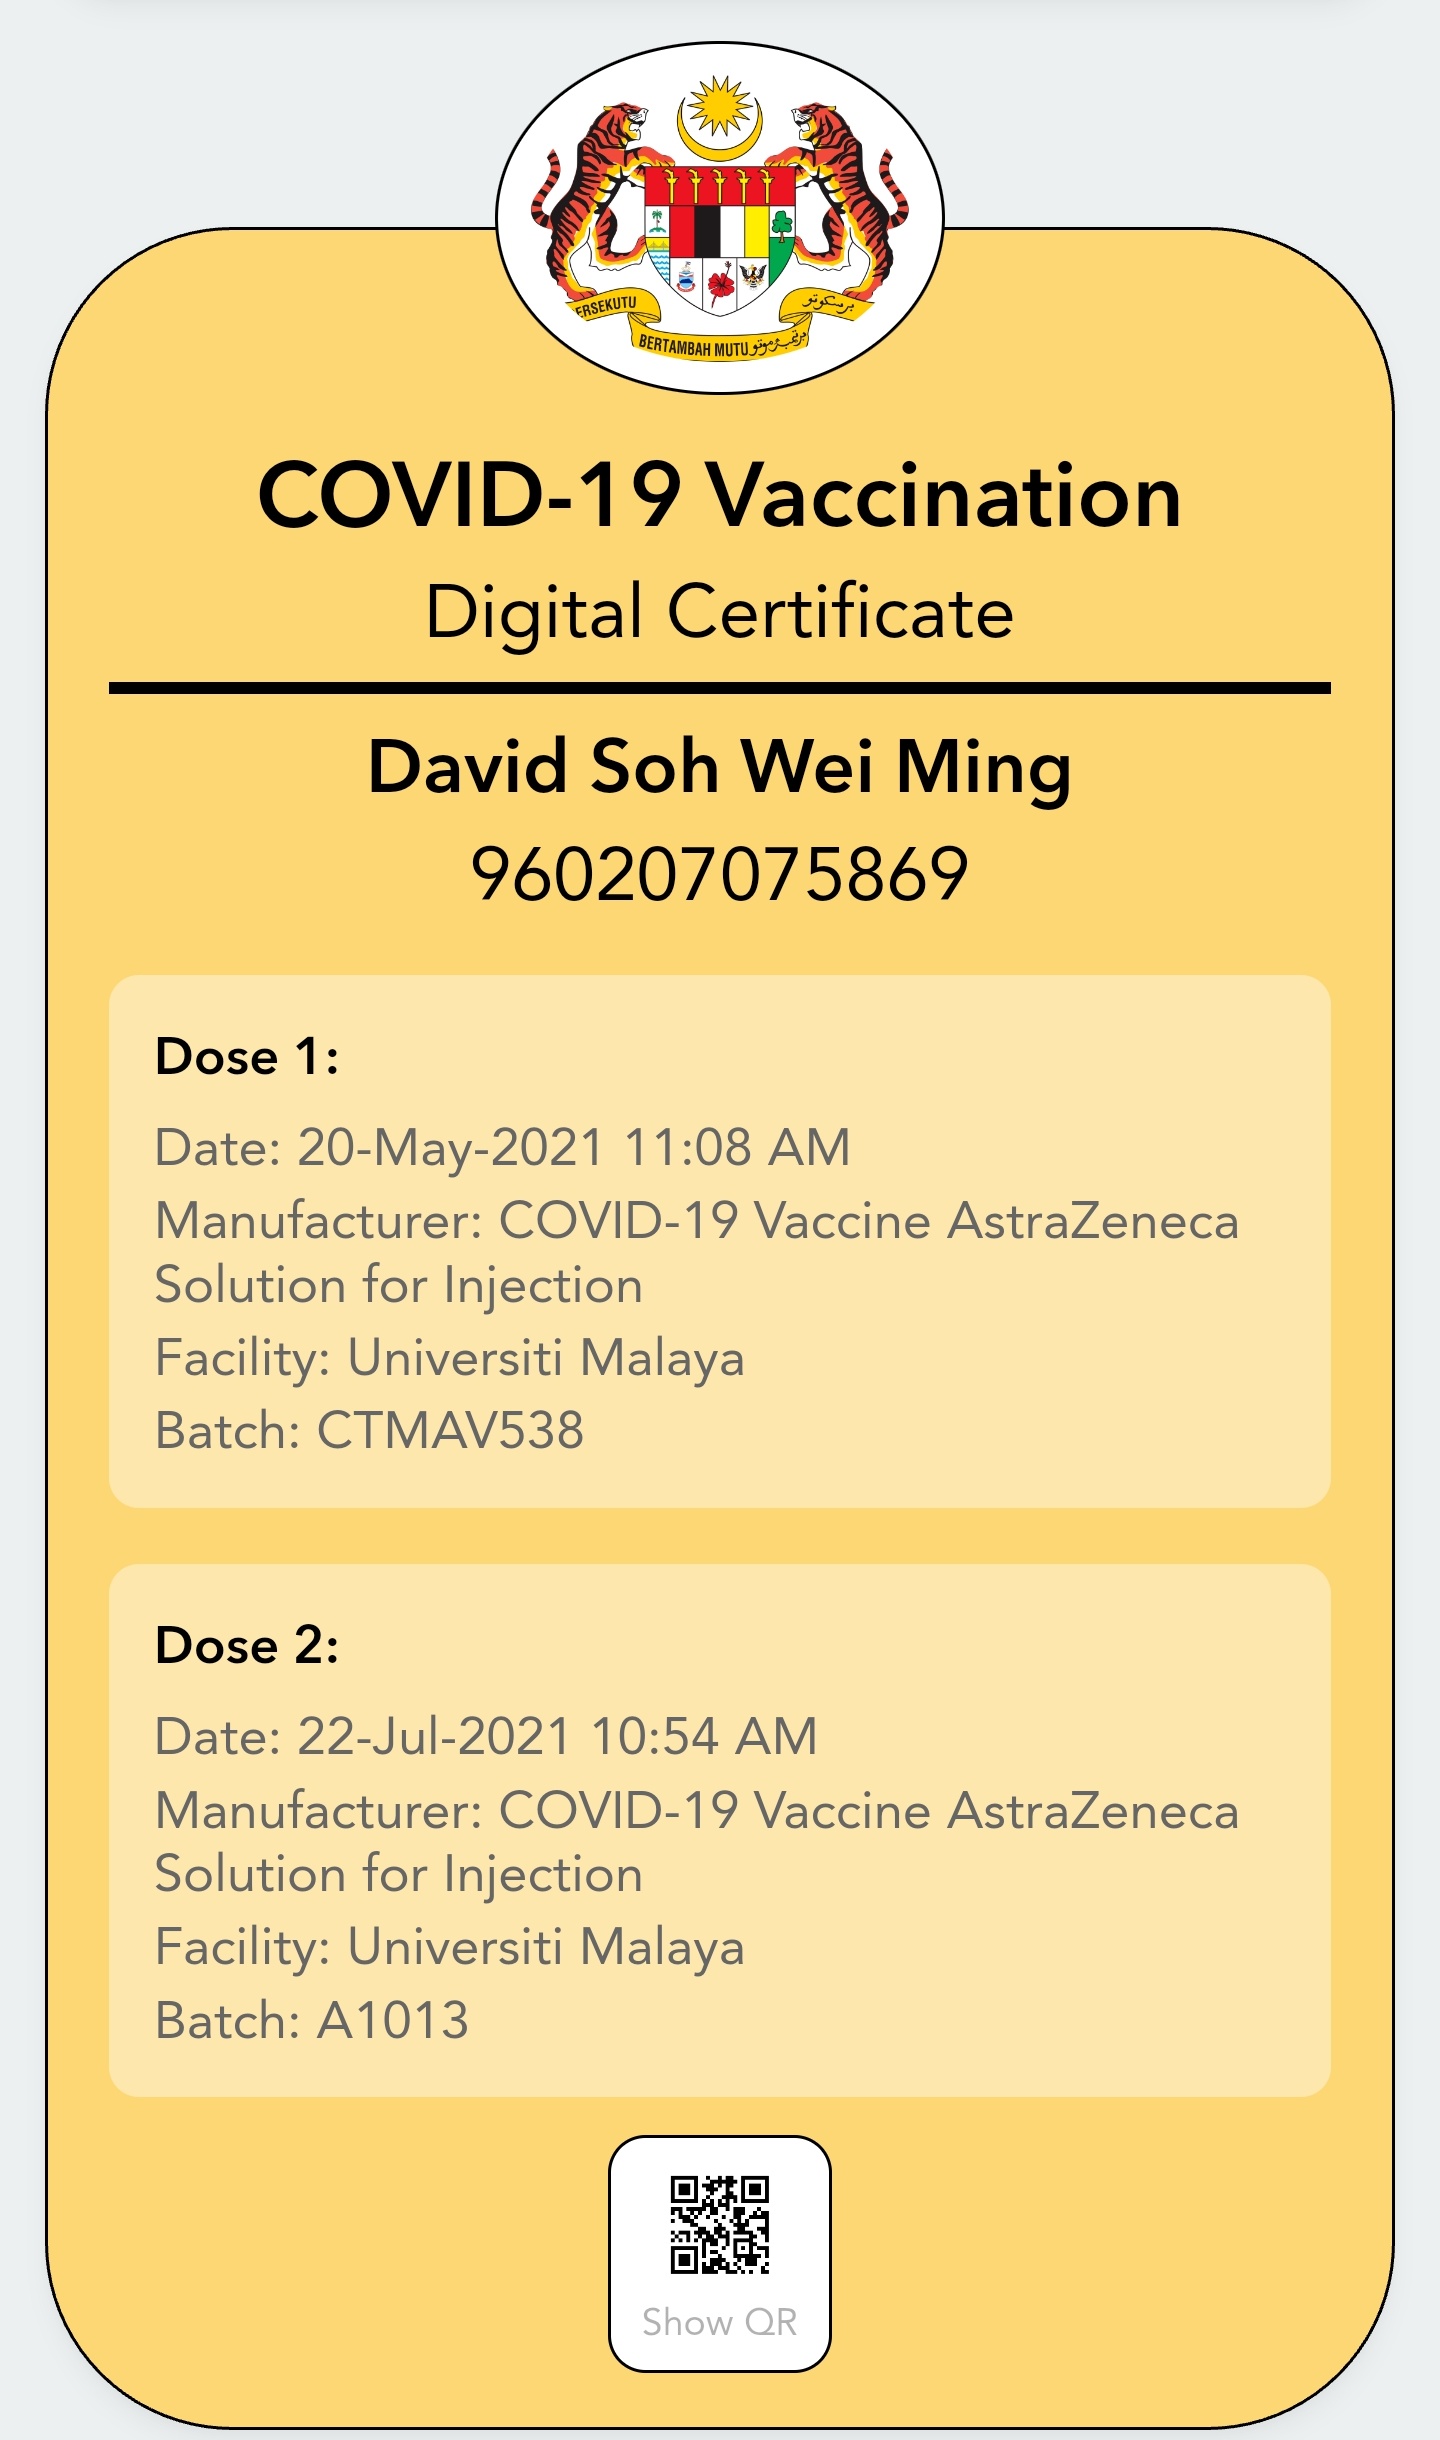 ERSEKUTU
برسكوتو
BERTAMBAH MUTU
COVID-19 Vaccination
Digital Certificate
David Soh Wei Ming
960207075869
Dose 1:
Date: 20-May-2021 11:08 AM
Manufacturer: COVID-19 Vaccine AstraZeneca
Solution for Injection
Facility: Universiti Malaya
Batch: CTMAV538
Dose 2:
Date: 22-Jul-2021 10:54 AM
Manufacturer: COVID-19 Vaccine AstraZeneca
Solution for Injection
Facility: Universiti Malaya
Batch: A1013
Show QR